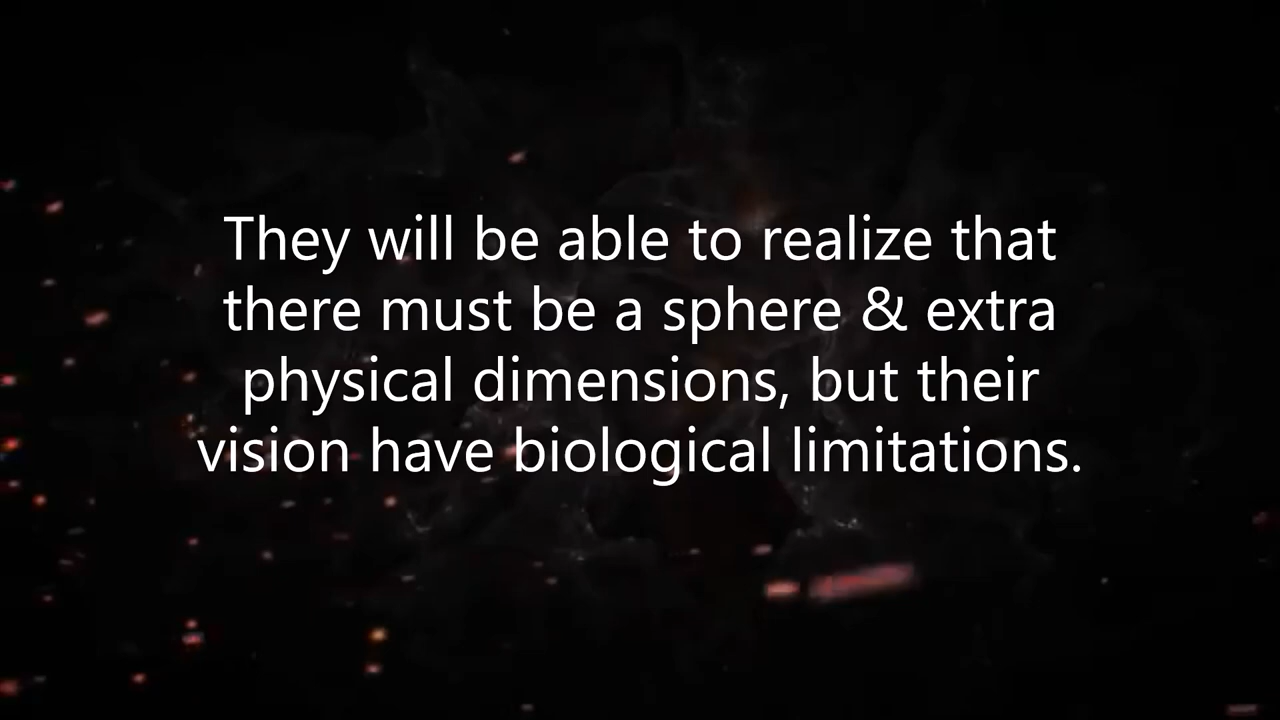 They will be able to realize that
there must be a sphere & extra
physical dimensions, but their
vision have biological limitations.